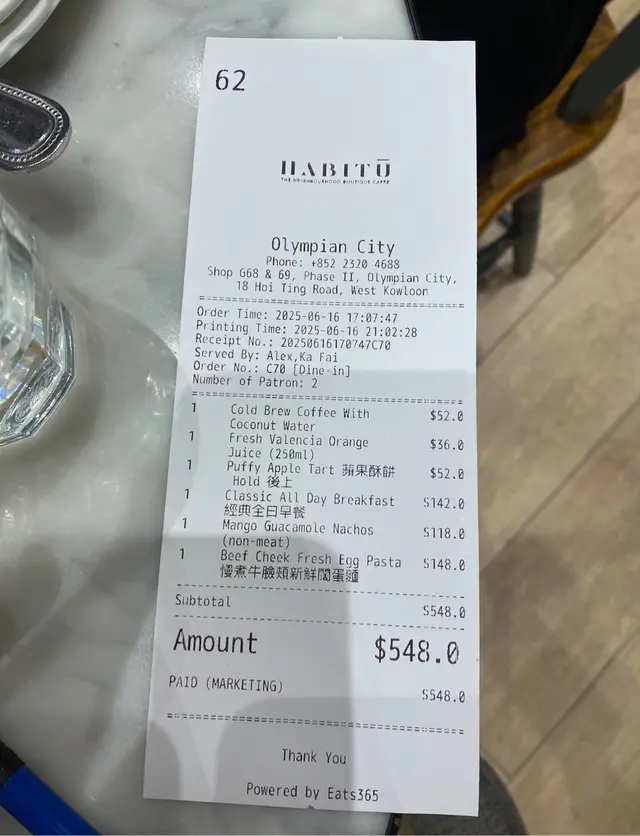 62
HABITŪ
THE NEIGHBOURHOOD BOUTIQUE CAFFE
Olympian City
Phone: +852 2320 4688
Shop G68 & 69, Phase II, Olympian City,
18 Hoi Ting Road, West Kowloon
Order Time: 2025-06-16 17:07:47
Printing Time: 2025-06-16 21:02:28
Receipt No.: 20250616170747C70
Served By: Alex,Ka Fai
Order No.: C70 [Dine-in]
Number of Patron: 2
1 Cold Brew Coffee With $52.0
Coconut Water
1 Fresh Valencia Orange $36.0
Juice (250ml)
1 Puffy Apple Tart 蘋果酥餅 $52.0
Hold 後上
1 Classic All Day Breakfast $142.0
經典全日早餐
1 Mango Guacamole Nachos $118.0
(non-meat)
1 Beef Cheek Fresh Egg Pasta $148.0
慢煮牛臉頰新鮮闊蛋麵
Subtotal $548.0
Amount $548.0
PAID (MARKETING) $548.0
Thank You
Powered by Eats365